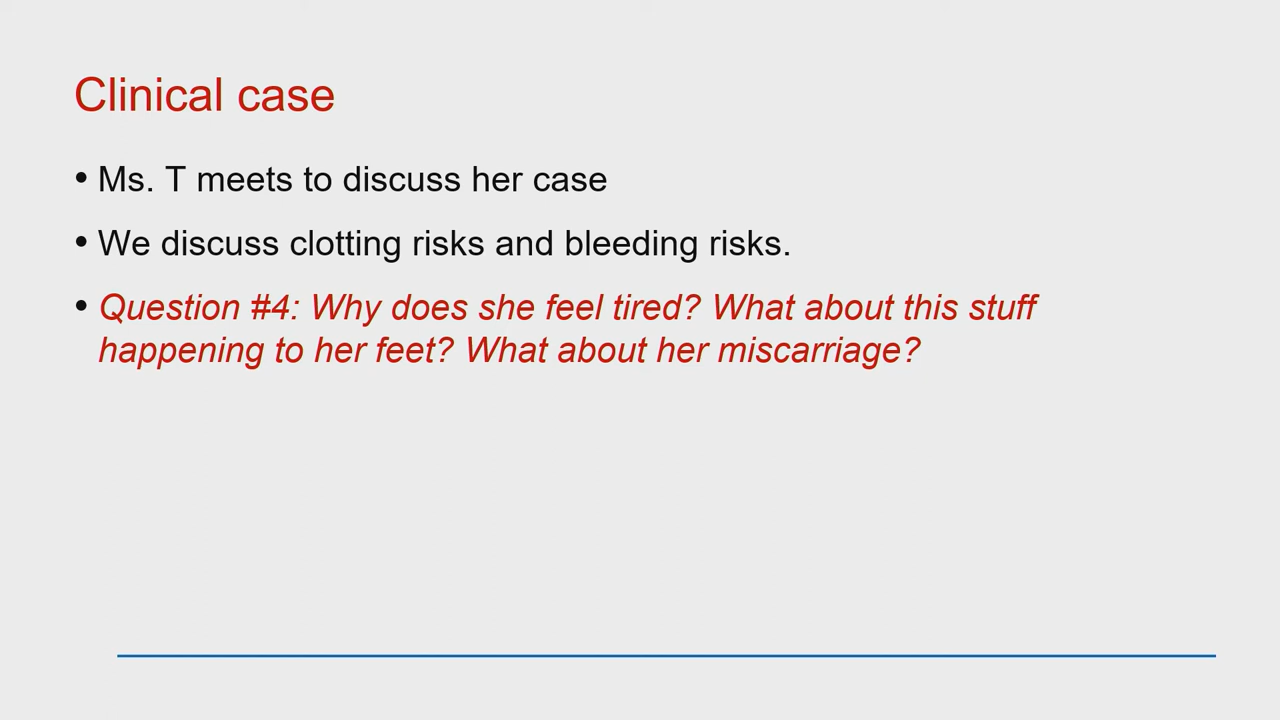 Clinical case
• Ms. T meets to discuss her case
• We discuss clotting risks and bleeding risks.
• Question #4: Why does she feel tired? What about this stuff
happening to her feet? What about her miscarriage?